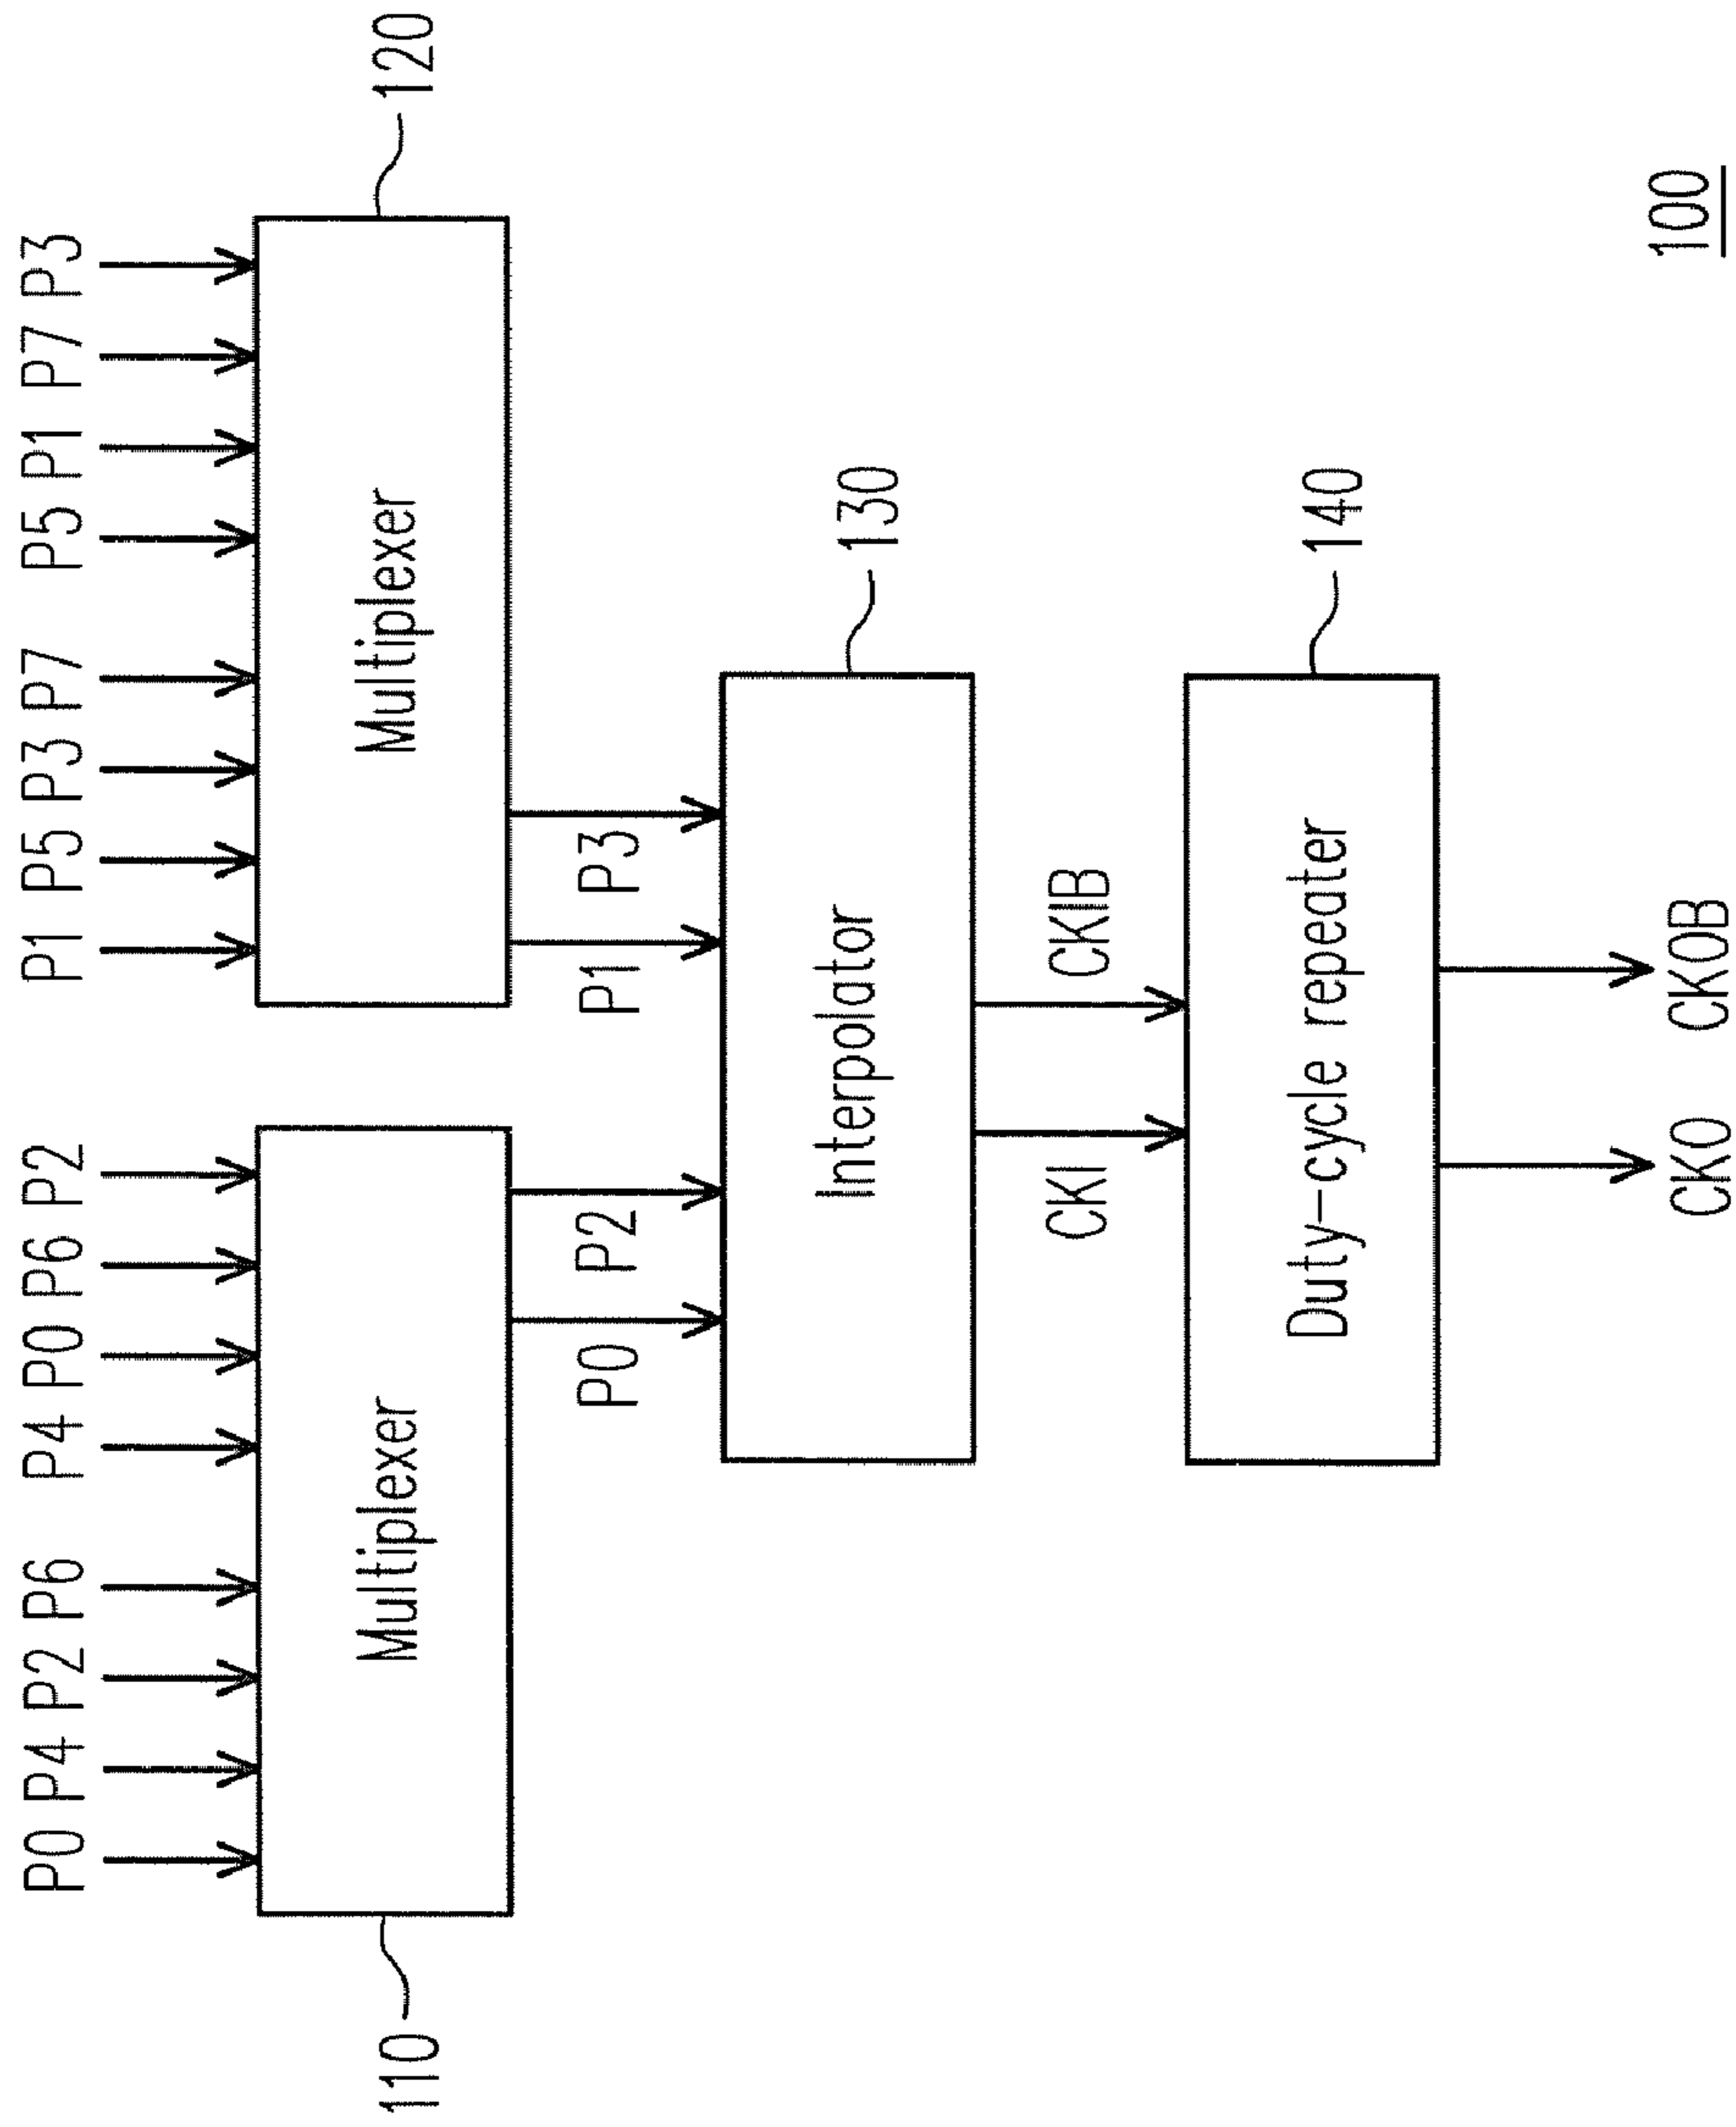 P0 P4 P2 P6 P4 P0 P6 P2
P1 P5 P3 P7 P5 P1 P7 P3
110
Multiplexer
Multiplexer
120
P0
P2
P1
P3
Interpolator
130
CKI
CKIB
Duty-cycle repeater
140
CKO
CKOB
100